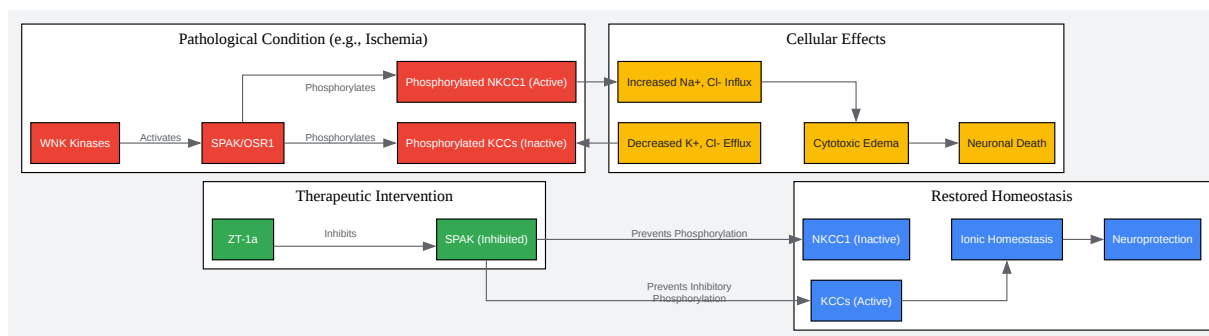 Pathological Condition (e.g., Ischemia)
Cellular Effects
Phosphorylated NKCC1 (Active)
Increased Na+, Cl- Influx
Phosphorylates
WNK Kinases
Activates
SPAK/OSR1
Phosphorylates
Phosphorylated KCCs (Inactive)
Decreased K+, Cl- Efflux
Cytotoxic Edema
Neuronal Death
Therapeutic Intervention
Restored Homeostasis
ZT-1a
Inhibits
SPAK (Inhibited)
Prevents Phosphorylation
NKCC1 (Inactive)
Ionic Homeostasis
Neuroprotection
Prevents Inhibitory
Phosphorylation
KCCs (Active)